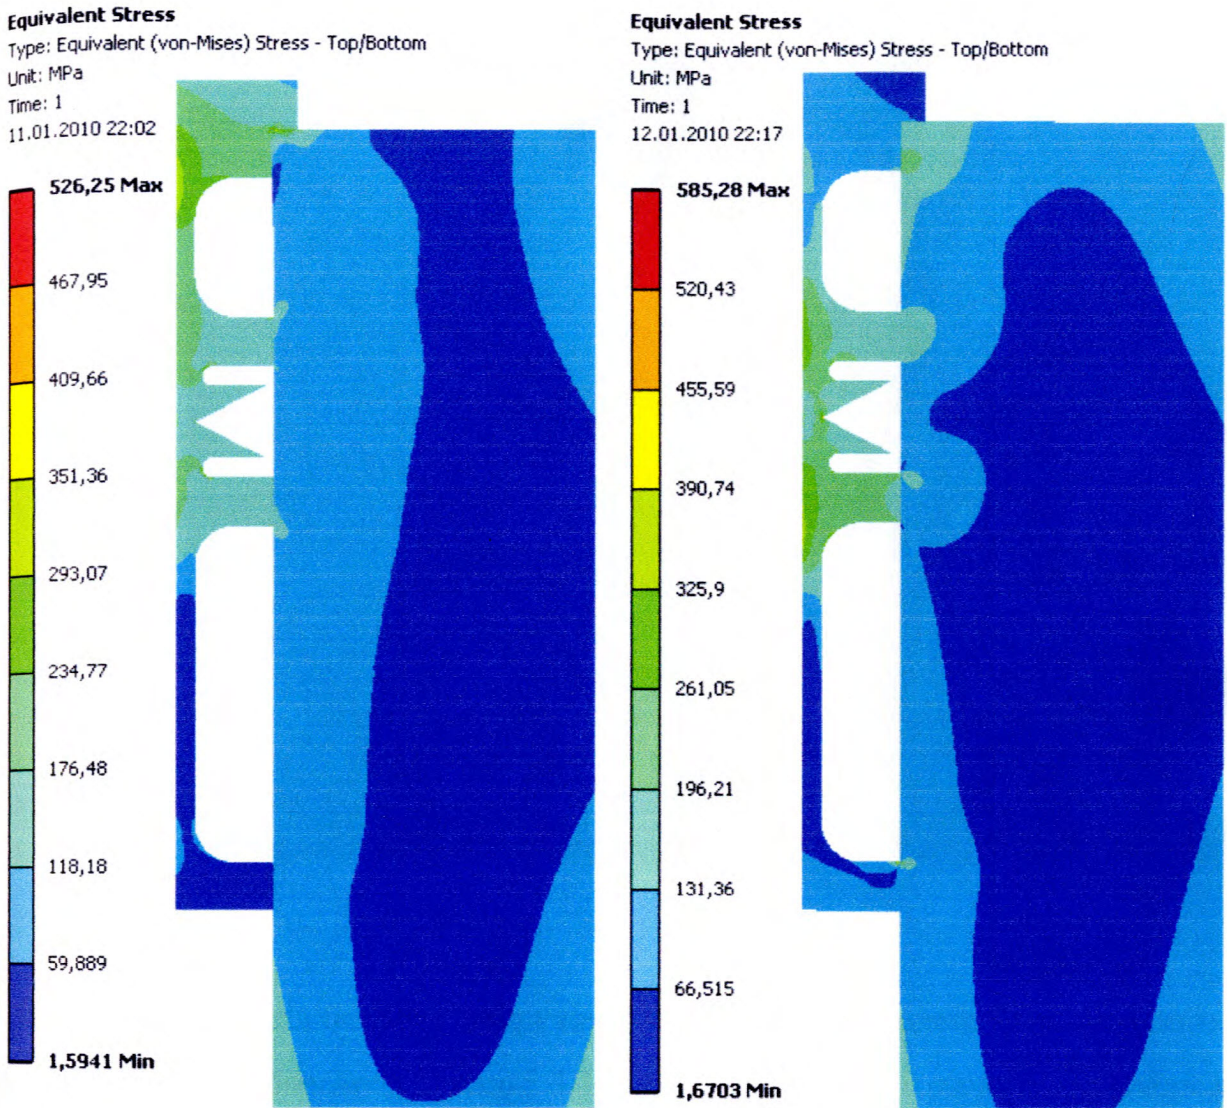 Equivalent Stress
Type: Equivalent (von-Mises) Stress - Top/Bottom
Unit: MPa
Time: 1
11.01.2010 22:02
526,25 Max
467,95
409,66
351,36
293,07
234,77
176,48
118,18
59,889
1,5941 Min
Equivalent Stress
Type: Equivalent (von-Mises) Stress - Top/Bottom
Unit: MPa
Time: 1
12.01.2010 22:17
585,28 Max
520,43
455,59
390,74
325,9
261,05
196,21
131,36
66,515
1,6703 Min